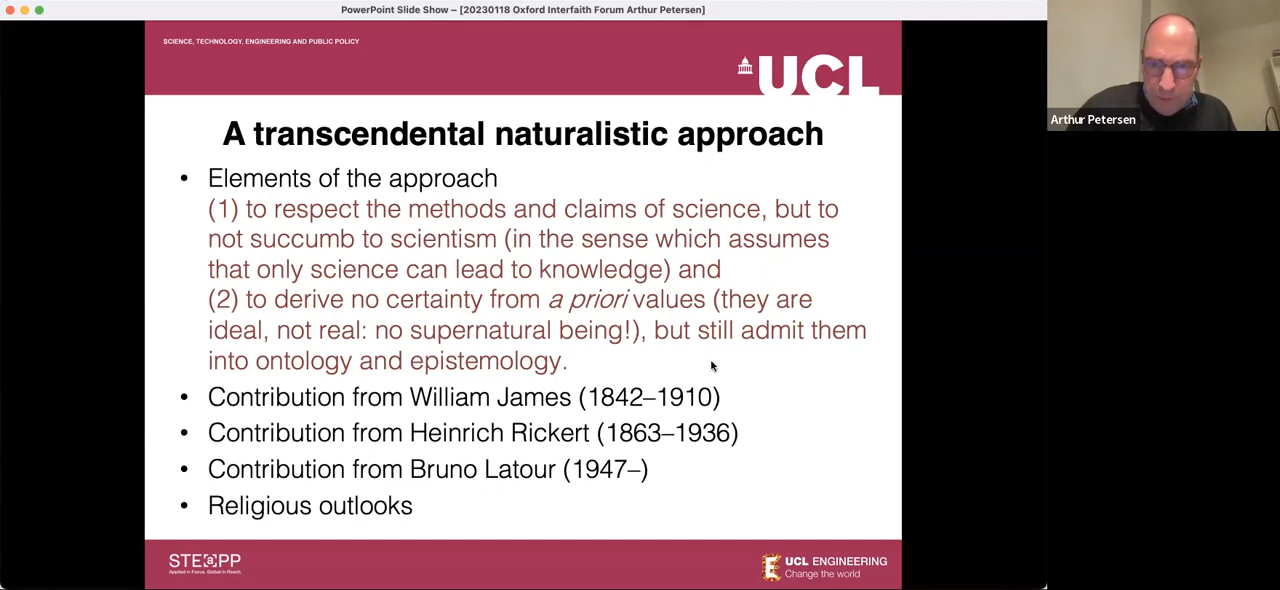 PowerPoint Slide Show – [20230118 Oxford Interfaith Forum Arthur Petersen]
SCIENCE, TECHNOLOGY, ENGINEERING AND PUBLIC POLICY
UCL
Arthur Petersen
A transcendental naturalistic approach
• Elements of the approach
(1) to respect the methods and claims of science, but to
not succumb to scientism (in the sense which assumes
that only science can lead to knowledge) and
(2) to derive no certainty from a priori values (they are
ideal, not real: no supernatural being!), but still admit them
into ontology and epistemology.
• Contribution from William James (1842–1910)
• Contribution from Heinrich Rickert (1863–1936)
• Contribution from Bruno Latour (1947–)
• Religious outlooks
STEaPP
Applied in Focus. Global in Reach.
UCL ENGINEERING
Change the world